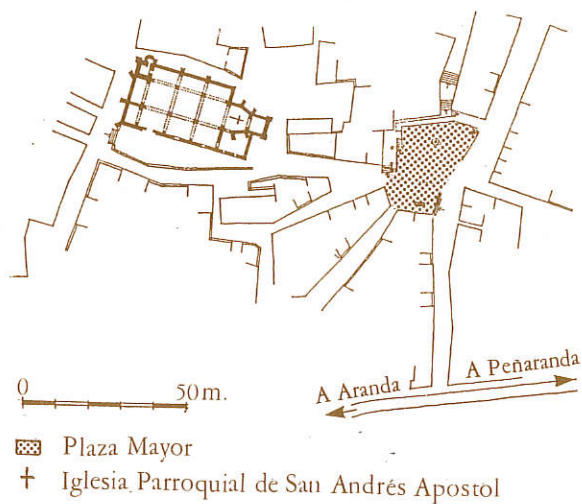 A Aranda
A Peñaranda
0 50 m.
Plaza Mayor
Iglesia Parroquial de San Andrés Apostol